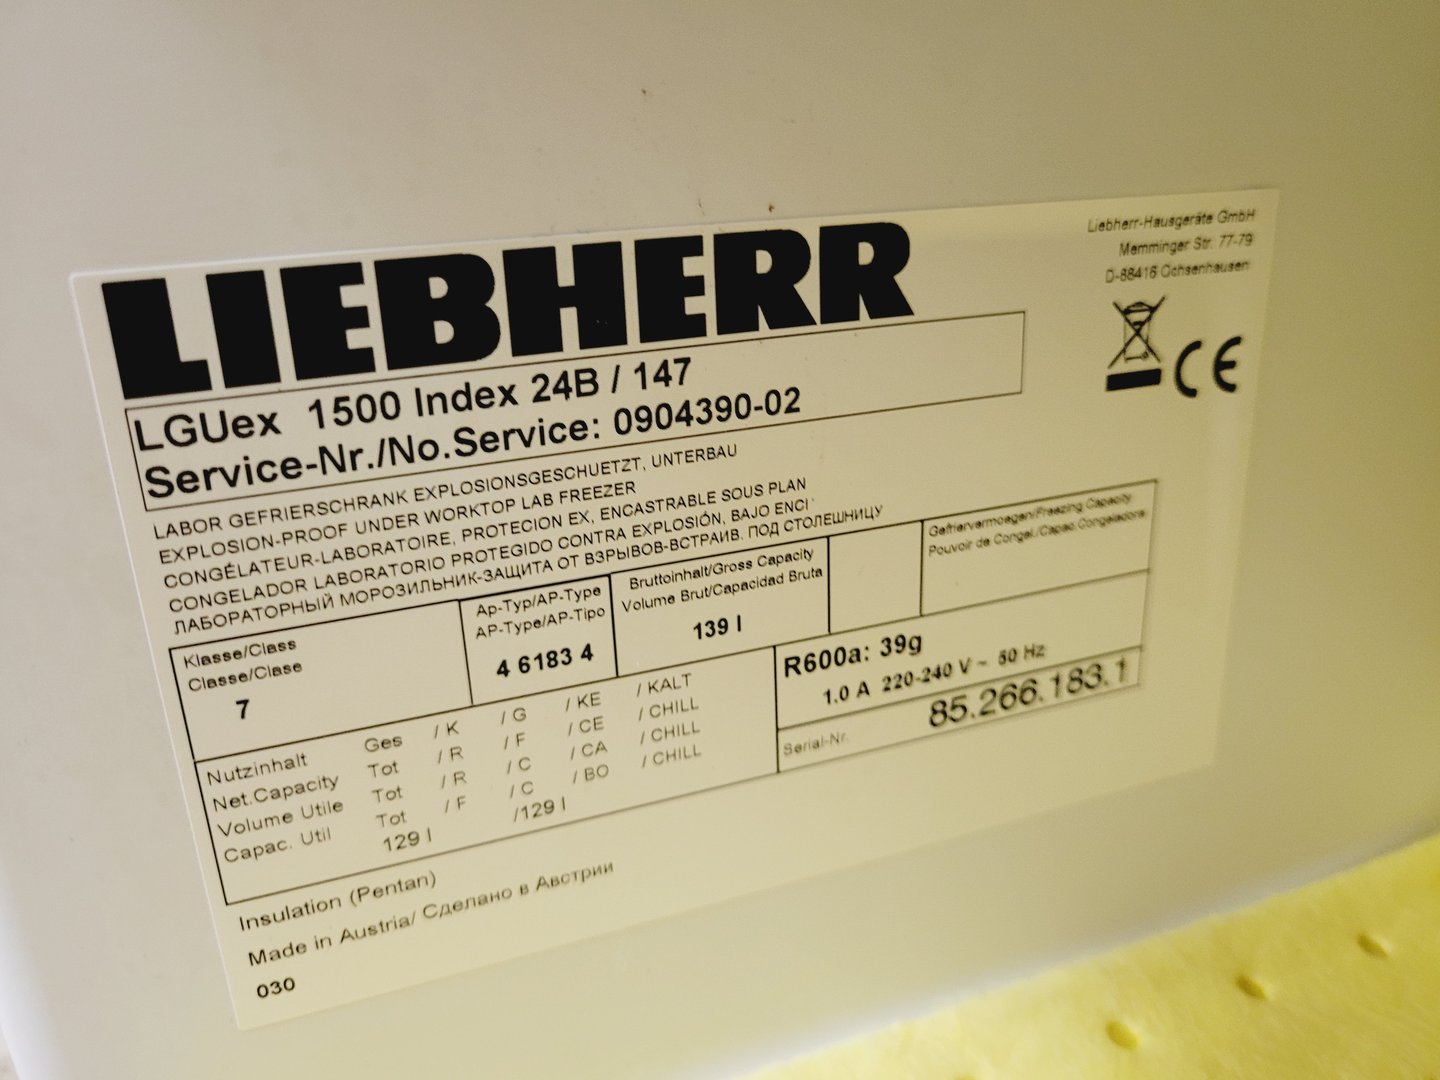 LIEBHERR
Liebherr-Hausgeräte GmbH
Memminger Str. 77-79
D-88416 Ochsenhausen
CE
LGUex 1500 Index 24B / 147
Service-Nr./No.Service: 0904390-02
LABOR GEFRIERSCHRANK EXPLOSIONSGESCHUETZT, UNTERBAU
EXPLOSION-PROOF UNDER WORKTOP LAB FREEZER
CONGÉLATEUR-LABORATOIRE, PROTECION EX, ENCASTRABLE SOUS PLAN
CONGELADOR LABORATORIO PROTEGIDO CONTRA EXPLOSIÓN, BAJO ENCI
ЛАБОРАТОРНЫЙ МОРОЗИЛЬНИК-ЗАЩИТА ОТ ВЗРЫВОВ-ВСТРАИВ. ПОД СТОЛЕШНИЦУ
Klasse/Class
Classe/Clase
7
Ap-Typ/AP-Type
AP-Type/AP-Tipo
4 6183 4
Bruttoinhalt/Gross Capacity
Volume Brut/Capacidad Bruta
139 l
Gefriervermoegen/Freezing Capacity
Pouvoir de Congel./Capac.Congeladora
R600a: 39g
1.0 A 220-240 V ~ 50 Hz
Serial-Nr. 85.266.183.1
Nutzinhalt Ges / K / G / KE / KALT
Net.Capacity Tot / R / F / CE / CHILL
Volume Utile Tot / R / C / CA / CHILL
Capac. Util Tot / F / C / BO / CHILL
129 l /129 l
Insulation (Pentan)
Made in Austria/ Сделано в Австрии
030